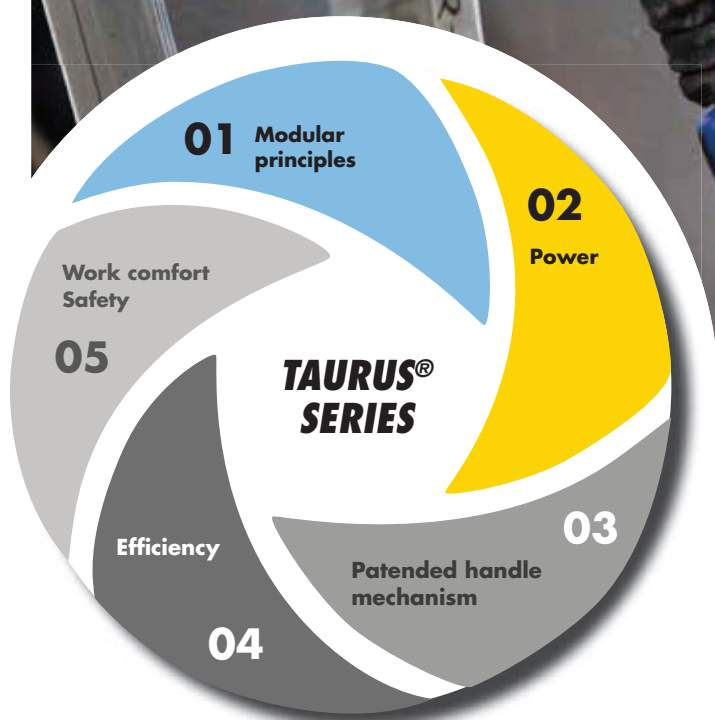 01 Modular
principles
02
Power
Work comfort
Safety
05
TAURUS®
SERIES
03
Patended handle
mechanism
Efficiency
04